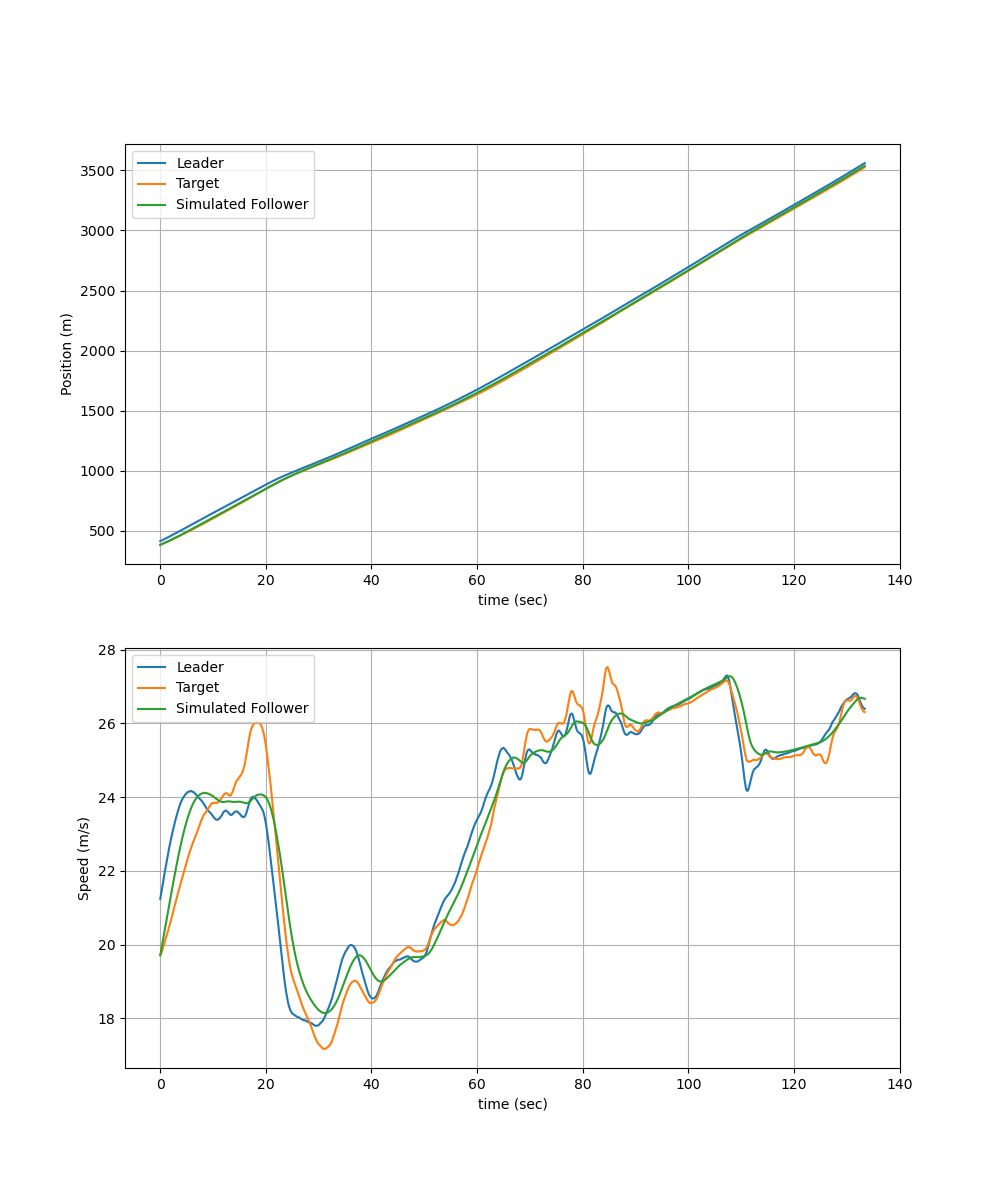 Leader
Target
Simulated Follower
3500
3000
2500
2000
1500
1000
500
Position (m)
0 20 40 60 80 100 120 140
time (sec)
Leader
Target
Simulated Follower
28
26
24
22
20
18
Speed (m/s)
0 20 40 60 80 100 120 140
time (sec)